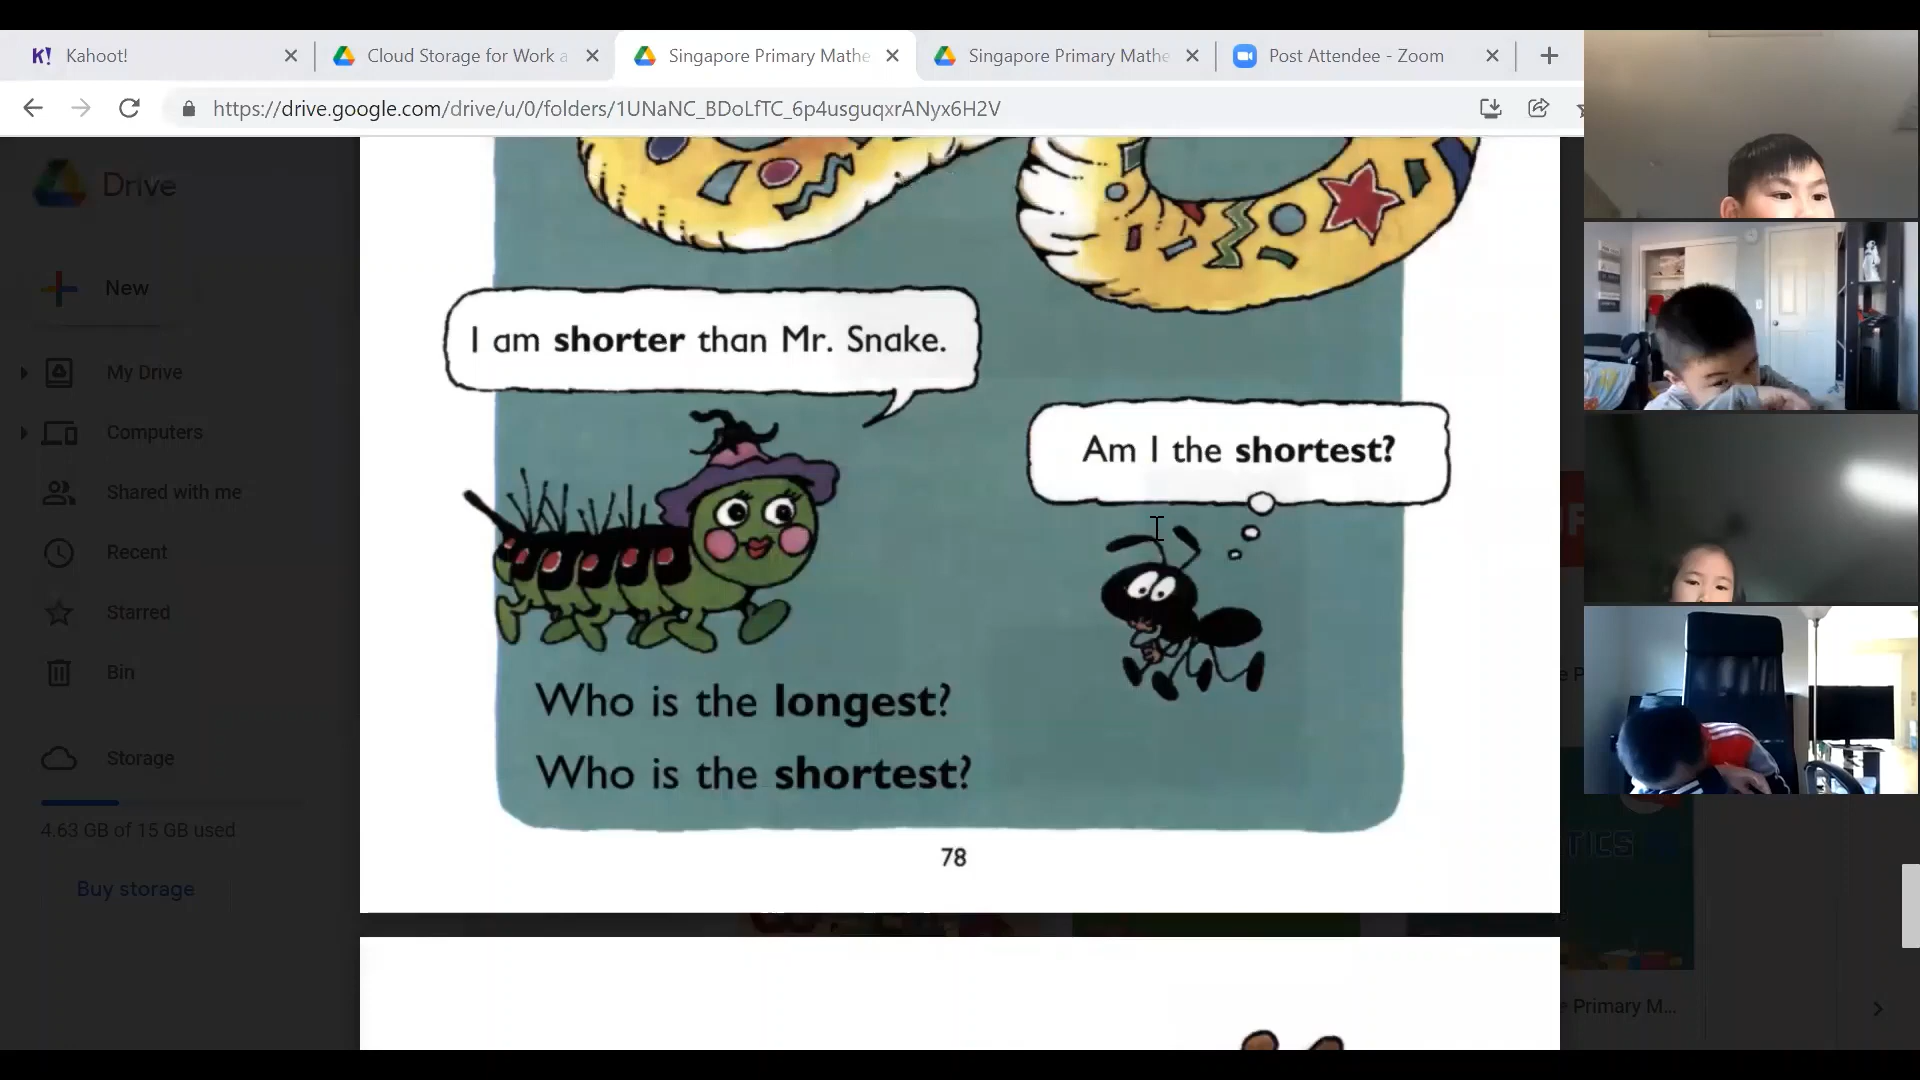 K! Kahoot!
Cloud Storage for Work a
Singapore Primary Mathe
Singapore Primary Mathe
Post Attendee - Zoom
https://drive.google.com/drive/u/0/folders/1UNaNC_BDoLfTC_6p4usguqxrANyx6H2V
Drive
New
My Drive
Computers
Shared with me
Recent
Starred
Bin
Storage
4.63 GB of 15 GB used
Buy storage
I am shorter than Mr. Snake.
Am I the shortest?
Who is the longest?
Who is the shortest?
78
TICS
Primary M...